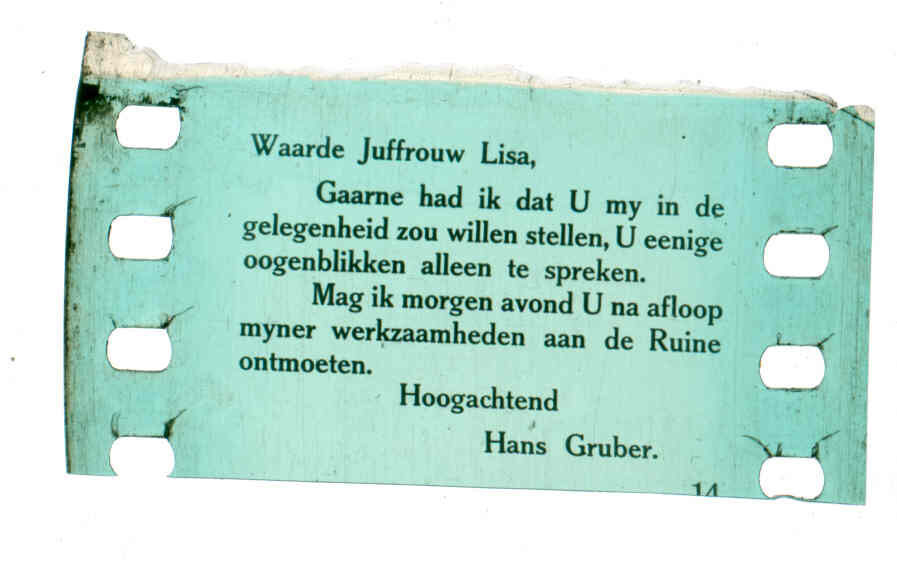 Waarde Juffrouw Lisa,
Gaarne had ik dat U my in de
gelegenheid zou willen stellen, U eenige
oogenblikken alleen te spreken.
Mag ik morgen avond U na afloop
myner werkzaamheden aan de Ruine
ontmoeten.
Hoogachtend
Hans Gruber.
14